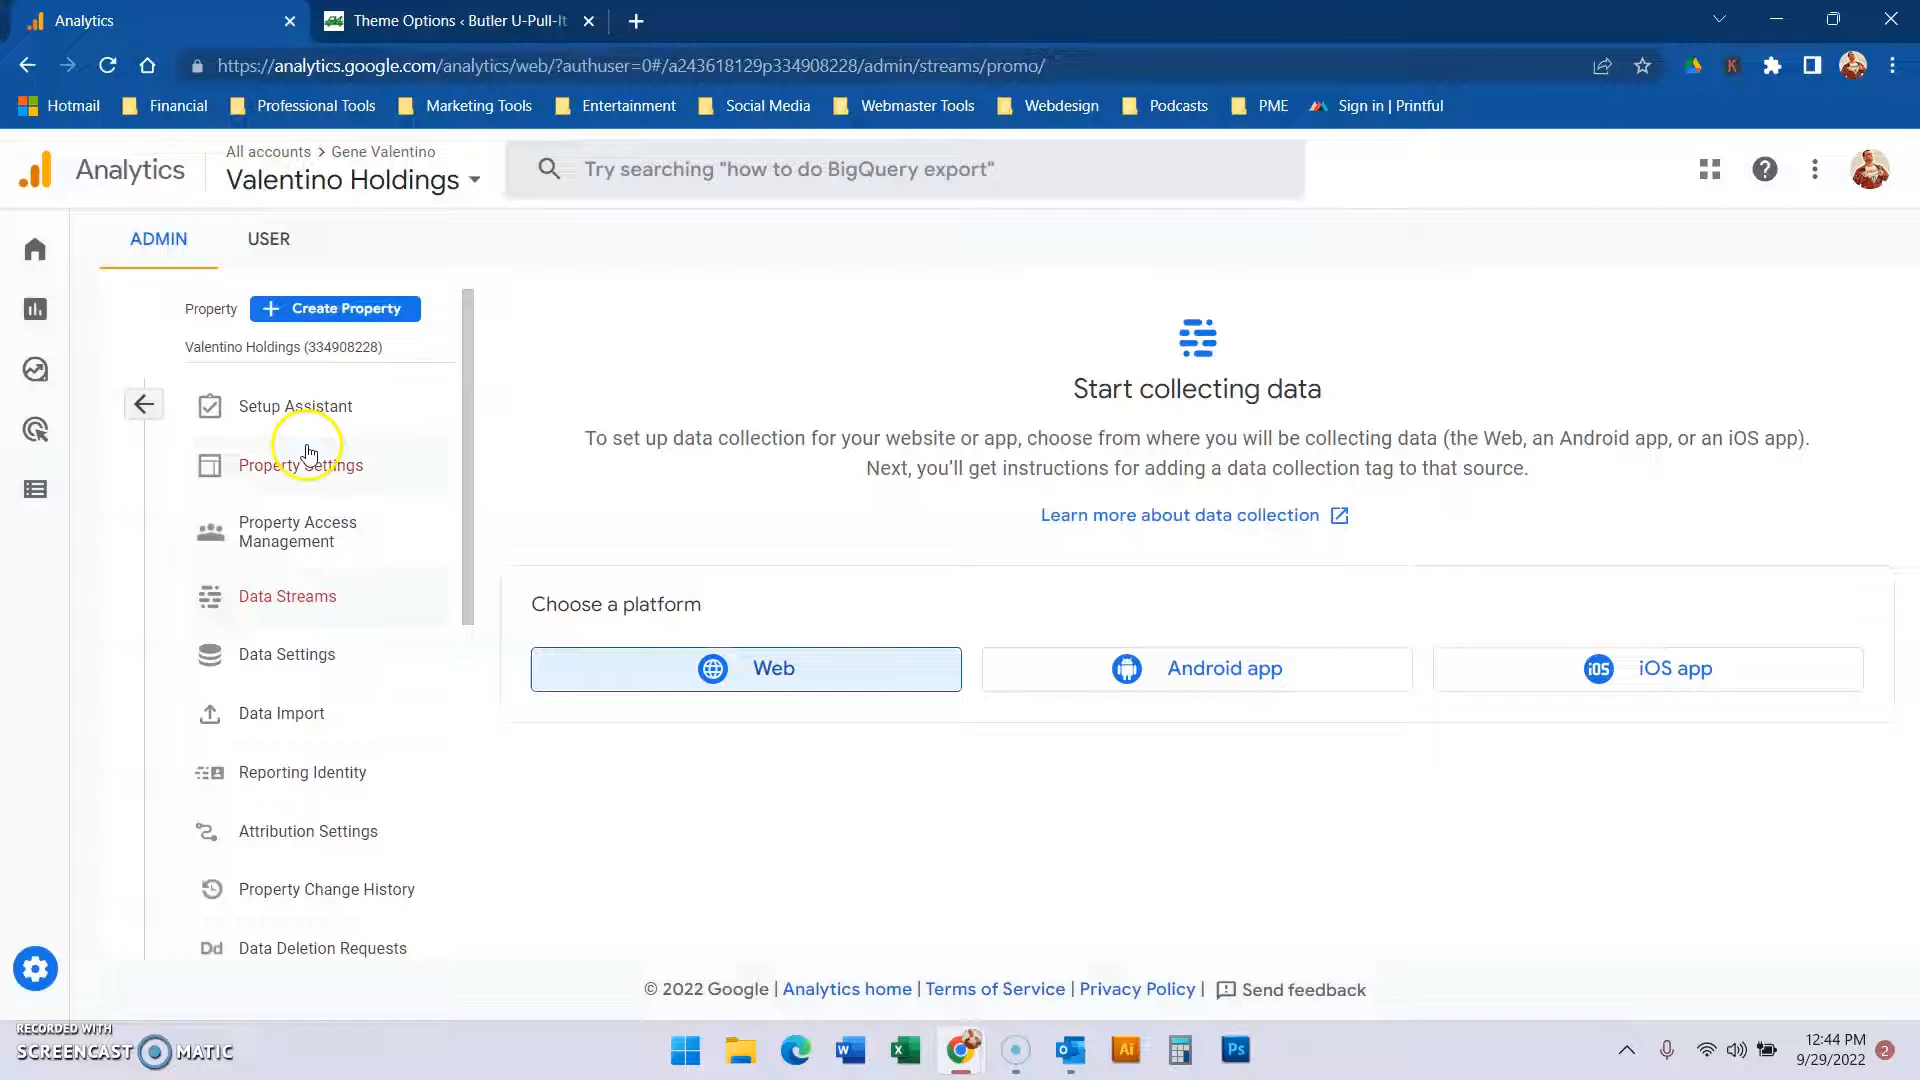 Analytics
Theme Options ‹ Butler U-Pull-It
https://analytics.google.com/analytics/web/?authuser=0#/a243618129p334908228/admin/streams/promo/
Hotmail
Financial
Professional Tools
Marketing Tools
Entertainment
Social Media
Webmaster Tools
Webdesign
Podcasts
PME
Sign in | Printful
Analytics
All accounts > Gene Valentino
Valentino Holdings
Try searching "how to do BigQuery export"
ADMIN
USER
Property
Create Property
Valentino Holdings (334908228)
Setup Assistant
Property Settings
Property Access
Management
Data Streams
Data Settings
Data Import
Reporting Identity
Attribution Settings
Property Change History
Dd
Data Deletion Requests
Start collecting data
To set up data collection for your website or app, choose from where you will be collecting data (the Web, an Android app, or an iOS app).
Next, you'll get instructions for adding a data collection tag to that source.
Learn more about data collection
Choose a platform
Web
Android app
iOS
iOS app
© 2022 Google | Analytics home | Terms of Service | Privacy Policy | Send feedback
RECORDED WITH
SCREENCAST MATIC
Ai
Ps
12:44 PM
9/29/2022
2